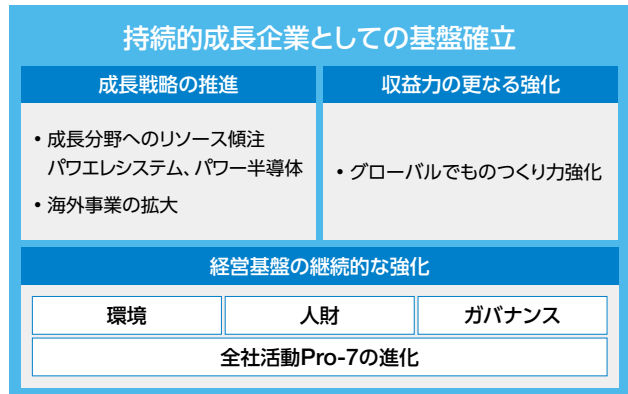 持続的成長企業としての基盤確立
成長戦略の推進
・成長分野へのリソース傾注
パワエレシステム、パワー半導体
・海外事業の拡大
収益力の更なる強化
・グローバルでものつくり力強化
経営基盤の継続的な強化
環境
人財
ガバナンス
全社活動Pro-7の進化